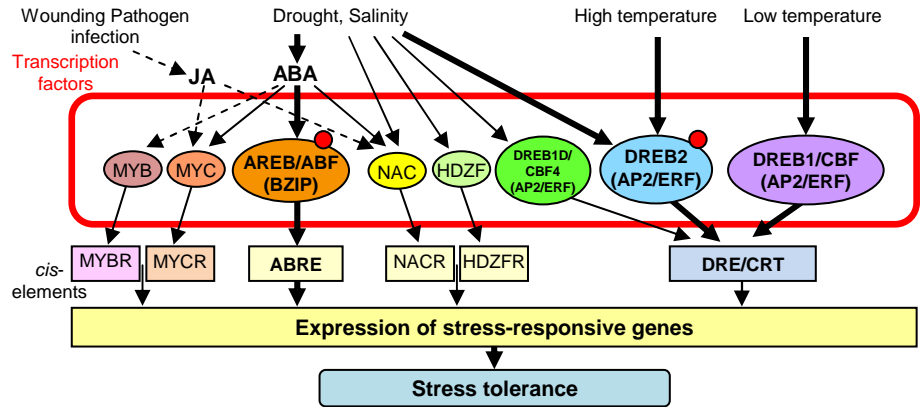 Wounding Pathogen
infection
Drought, Salinity
High temperature
Low temperature
Transcription
factors
JA
ABA
MYB
MYC
AREB/ABF
(BZIP)
NAC
HDZF
DREB1D/
CBF4
(AP2/ERF)
DREB2
(AP2/ERF)
DREB1/CBF
(AP2/ERF)
cis-
elements
MYBR
MYCR
ABRE
NACR
HDZFR
DRE/CRT
Expression of stress-responsive genes
Stress tolerance